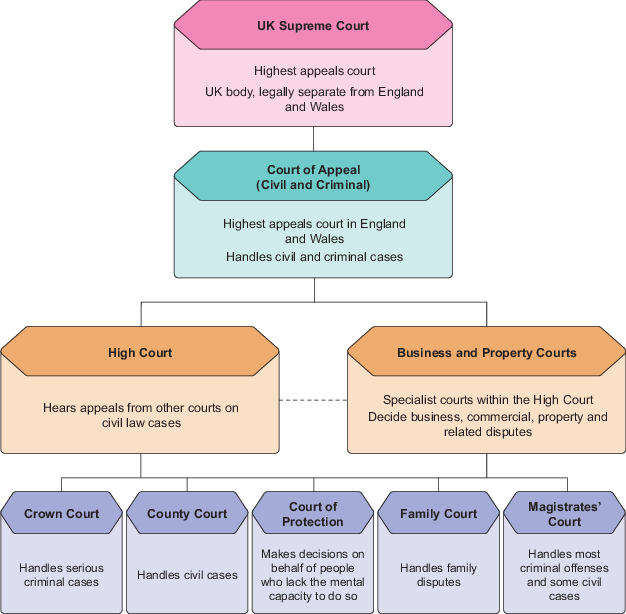 UK Supreme Court
Highest appeals court
UK body, legally separate from England
and Wales
Court of Appeal
(Civil and Criminal)
Highest appeals court in England
and Wales
Handles civil and criminal cases
High Court
Hears appeals from other courts on
civil law cases
Business and Property Courts
Specialist courts within the High Court
Decide business, commercial, property and
related disputes
Crown Court
Handles serious
criminal cases
County Court
Handles civil cases
Court of
Protection
Makes decisions on
behalf of people
who lack the mental
capacity to do so
Family Court
Handles family
disputes
Magistrates’
Court
Handles most
criminal offenses
and some civil
cases